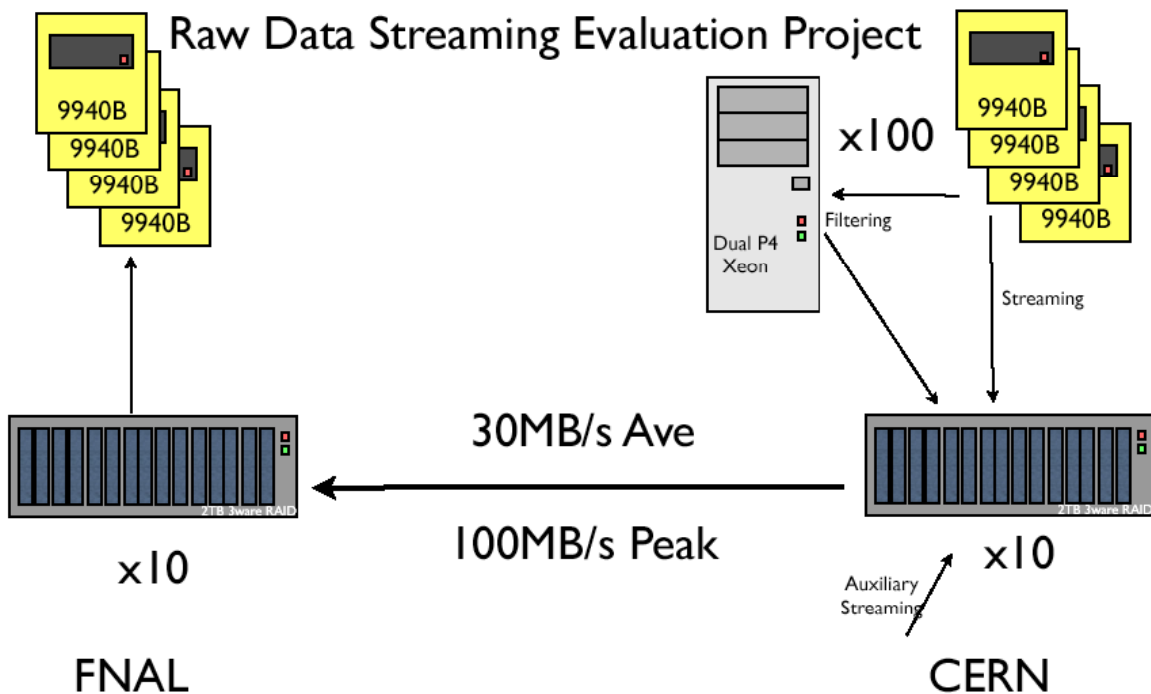 Raw Data Streaming Evaluation Project
9940B
9940B
9940B
9940B
x100
9940B
9940B
9940B
9940B
Filtering
Dual P4
Xeon
Streaming
30MB/s Ave
100MB/s Peak
2TB 3ware RAID
2TB 3ware RAID
x10
x10
Auxiliary
Streaming
FNAL
CERN